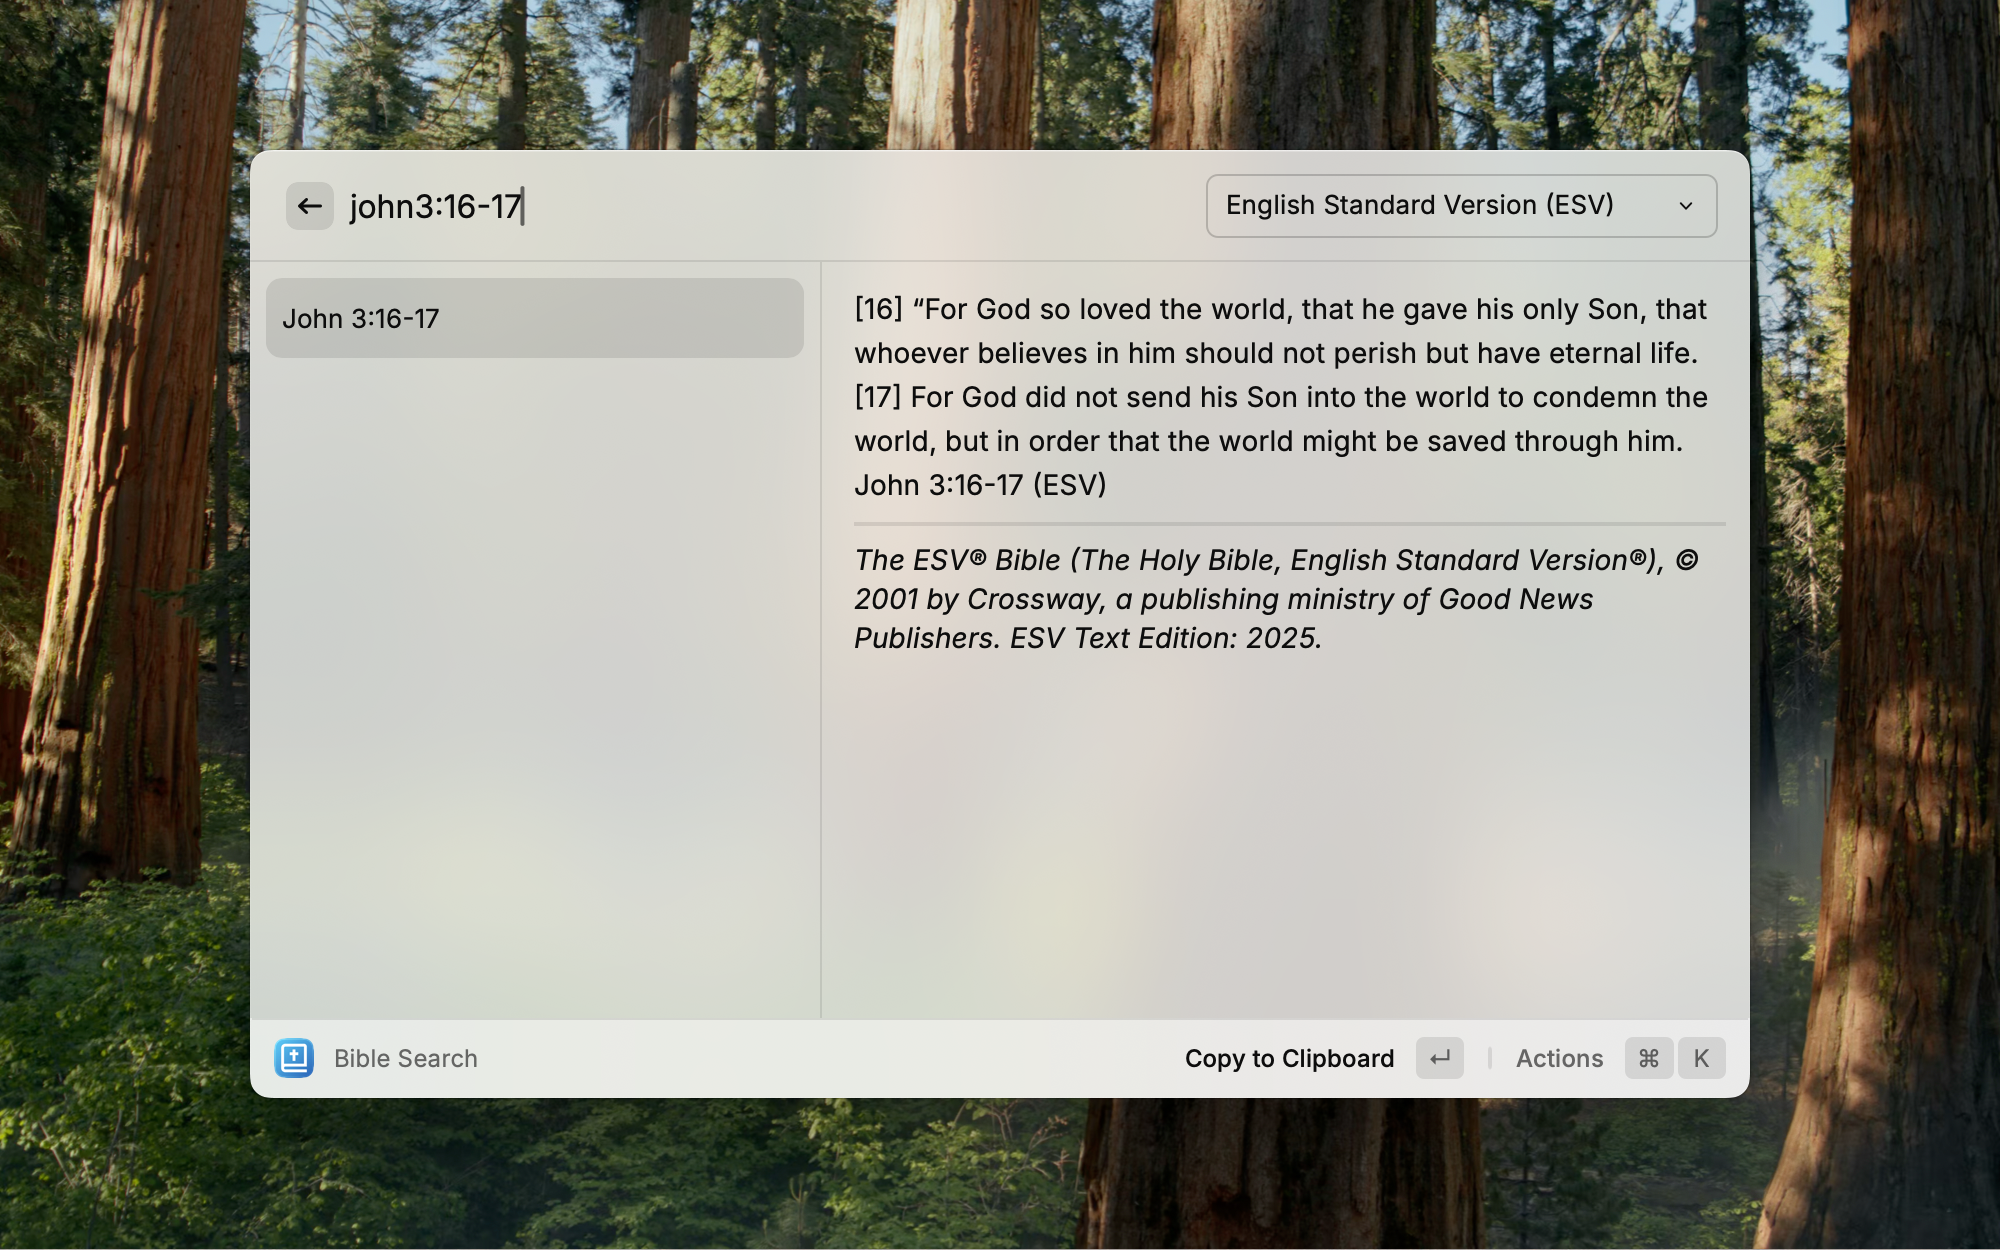 john3:16-17
English Standard Version (ESV)
John 3:16-17
[16] “For God so loved the world, that he gave his only Son, that
whoever believes in him should not perish but have eternal life.
[17] For God did not send his Son into the world to condemn the
world, but in order that the world might be saved through him.
John 3:16-17 (ESV)
The ESV® Bible (The Holy Bible, English Standard Version®), ©
2001 by Crossway, a publishing ministry of Good News
Publishers. ESV Text Edition: 2025.
Bible Search
Copy to Clipboard ↵ | Actions ⌘ K